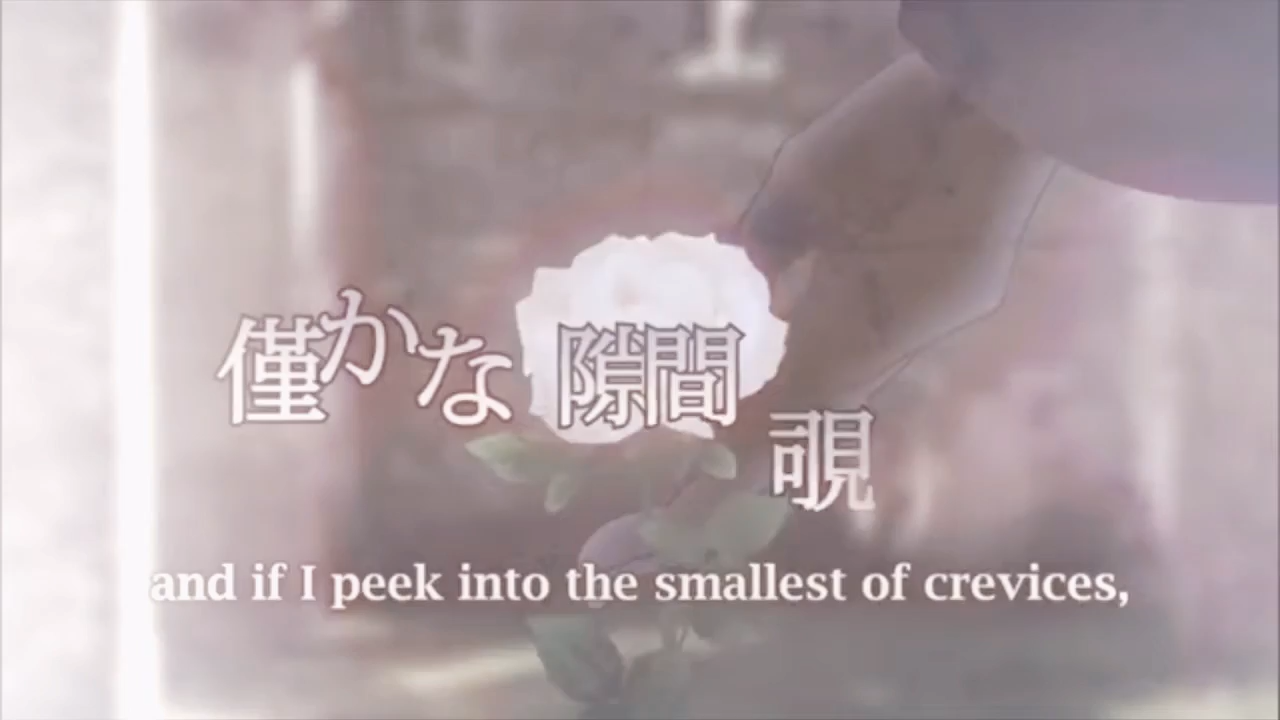 僅かな隙間覗
and if I peek into the smallest of crevices,